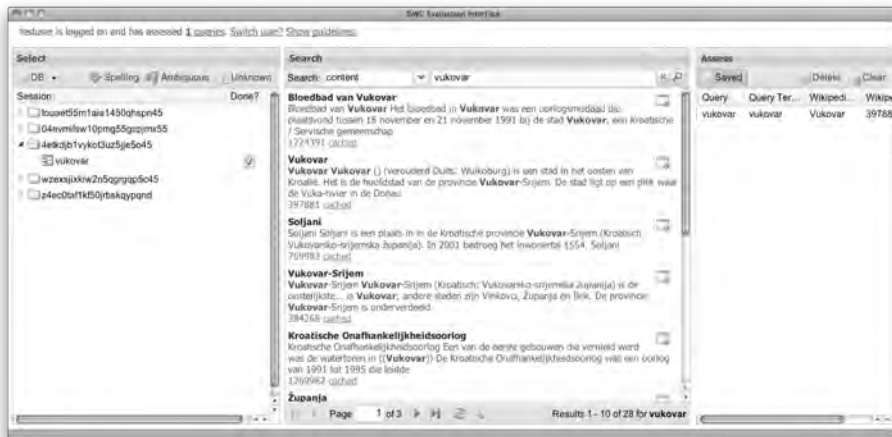 SWC Evaluation Interface
testuser is logged on and has assessed 1 queries. Switch user? Show guidelines.
Select
DB Spelling Ambiguous Unknown
Session Done?
vukovar
Search
Search: content vukovar
Bloedbad van Vukovar
Bloedbad van Vukovar Het bloedbad in Vukovar was een oorlogsmisdaad die
plaatsvond tussen 18 november en 21 november 1991 bij de stad Vukovar, een Kroatische
/ Servische gemeenschap
1224391 cached
Vukovar
Vukovar Vukovar () (verouderd Duits: Wukoburg) is een stad in het oosten van
Kroatië. Het is de hoofdstad van de provincie Vukovar-Srijem. De stad ligt op een plek waar
de Vuka-rivier in de Donau
397881 cached
Soljani
Soljani Soljani is een plaats in de Kroatische provincie Vukovar-Srijem (Kroatisch:
Vukovarsko-srijemska županija). In 2001 bedroeg het inwonertal 1554. Soljani
769983 cached
Vukovar-Srijem
Vukovar-Srijem Vukovar-Srijem (Kroatisch: Vukovarsko-srijemska županija) is de
oostelijkste... is Vukovar, andere steden zijn Vinkovci, Županja en Ilok. De provincie
Vukovar-Srijem is onderverdeeld
384268 cached
Kroatische Onafhankelijkheidsoorlog
Kroatische Onafhankelijkheidsoorlog Een van de eerste gebouwen die vernield werd
was de watertoren in ((Vukovar)) De Kroatische Onafhankelijkheidsoorlog was een oorlog
van 1991 tot 1995 die leidde
1269982 cached
Županja
Page 1 of 3 Results 1 - 10 of 28 for vukovar
Assess
Saved Delete Clear
Query Query Ter... Wikipedi... Wikipe
vukovar vukovar Vukovar 39788